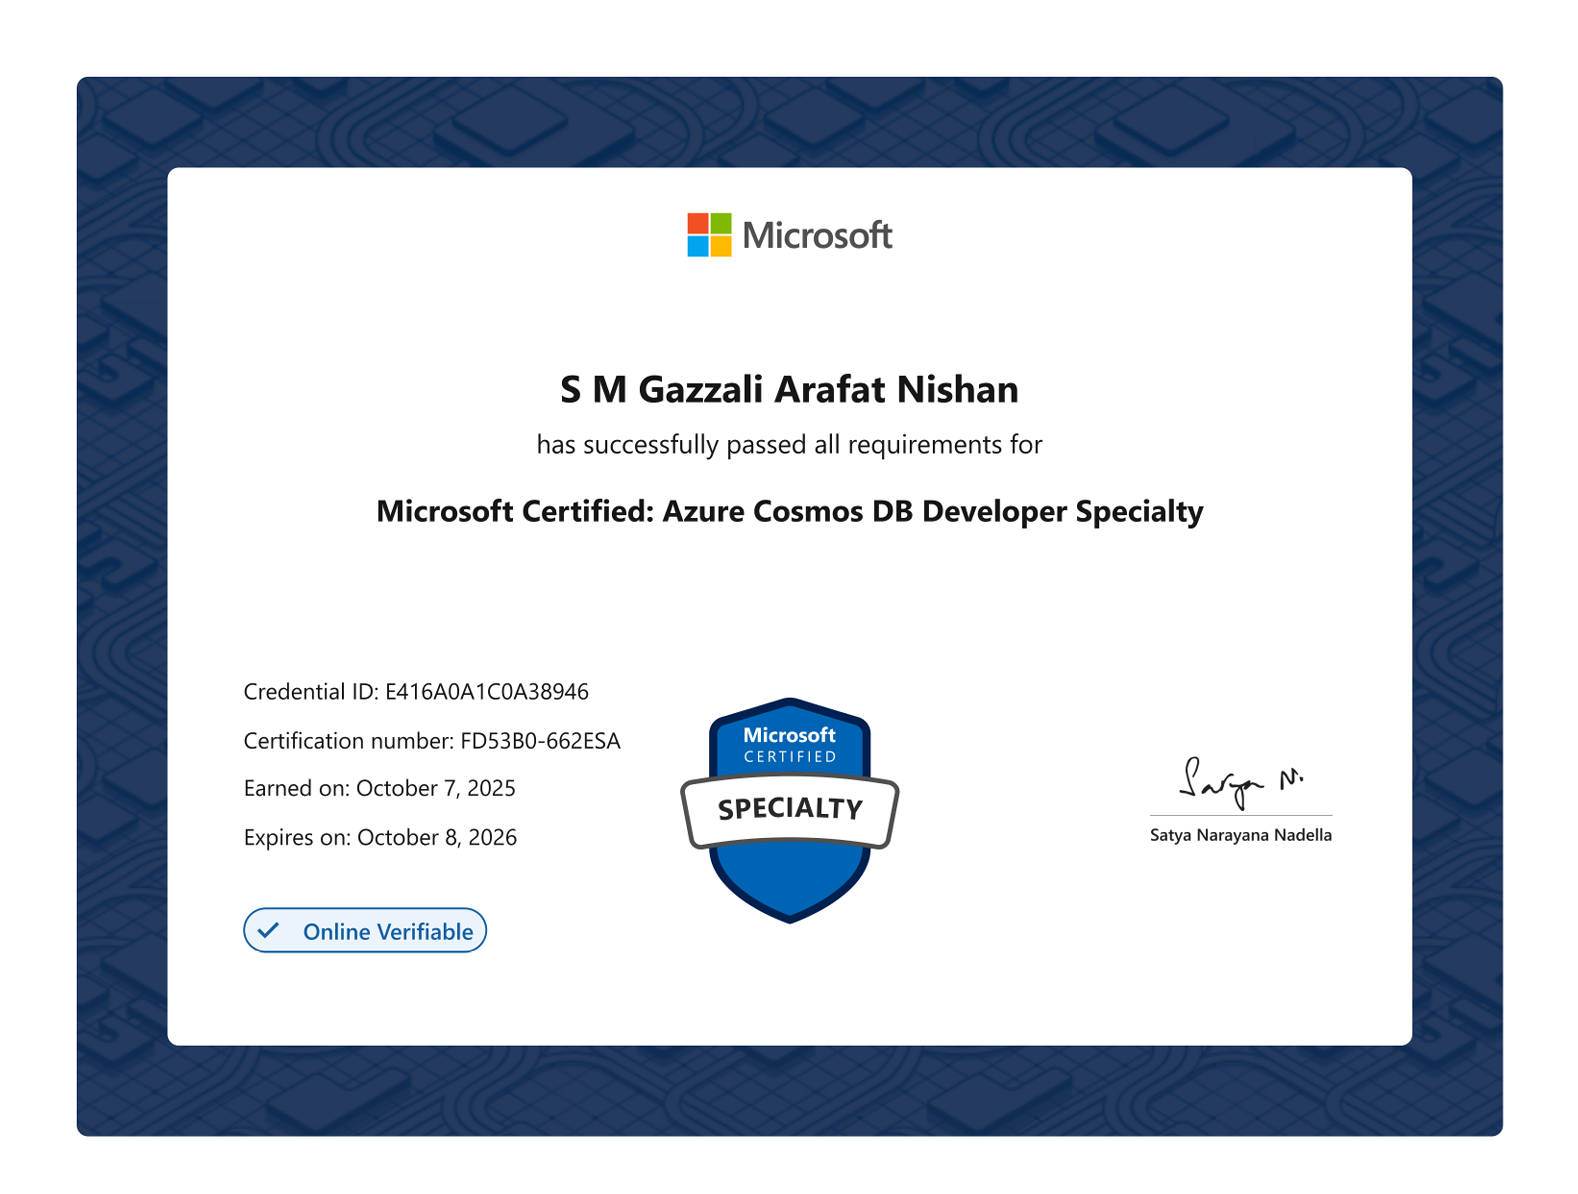 Microsoft
S M Gazzali Arafat Nishan
has successfully passed all requirements for
Microsoft Certified: Azure Cosmos DB Developer Specialty
Credential ID: E416A0A1C0A38946
Certification number: FD53B0-662ESA
Earned on: October 7, 2025
Expires on: October 8, 2026
Online Verifiable
Microsoft
CERTIFIED
SPECIALTY
Satya N.
Satya Narayana Nadella